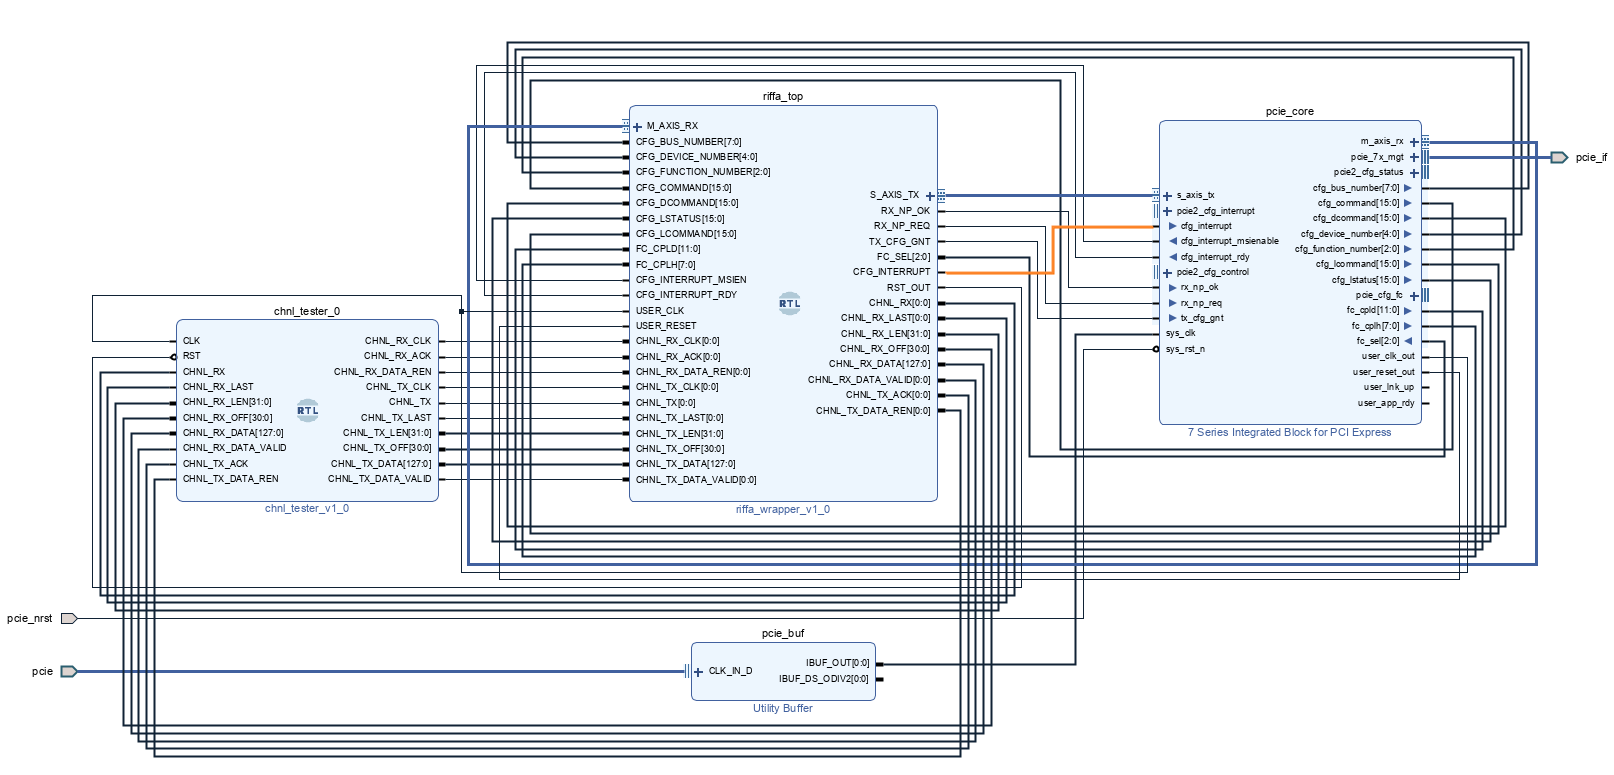 riffa_top
M_AXIS_RX
CFG_BUS_NUMBER[7:0]
CFG_DEVICE_NUMBER[4:0]
CFG_FUNCTION_NUMBER[2:0]
CFG_COMMAND[15:0]
CFG_DCOMMAND[15:0]
CFG_LSTATUS[15:0]
CFG_LCOMMAND[15:0]
FC_CPLD[11:0]
FC_CPLH[7:0]
CFG_INTERRUPT_MSIEN
CFG_INTERRUPT_RDY
USER_CLK
USER_RESET
CHNL_RX_CLK[0:0]
CHNL_RX_ACK[0:0]
CHNL_RX_DATA_REN[0:0]
CHNL_TX_CLK[0:0]
CHNL_TX[0:0]
CHNL_TX_LAST[0:0]
CHNL_TX_LEN[31:0]
CHNL_TX_OFF[30:0]
CHNL_TX_DATA[127:0]
CHNL_TX_DATA_VALID[0:0]
S_AXIS_TX
RX_NP_OK
RX_NP_REQ
TX_CFG_GNT
FC_SEL[2:0]
CFG_INTERRUPT
RST_OUT
CHNL_RX[0:0]
CHNL_RX_LAST[0:0]
CHNL_RX_LEN[31:0]
CHNL_RX_OFF[30:0]
CHNL_RX_DATA[127:0]
CHNL_RX_DATA_VALID[0:0]
CHNL_TX_ACK[0:0]
CHNL_TX_DATA_REN[0:0]
RTL
riffa_wrapper_v1_0
pcie_core
s_axis_tx
pcie2_cfg_interrupt
cfg_interrupt
cfg_interrupt_msienable
cfg_interrupt_rdy
pcie2_cfg_control
rx_np_ok
rx_np_req
tx_cfg_gnt
sys_clk
sys_rst_n
m_axis_rx
pcie_7x_mgt
pcie2_cfg_status
cfg_bus_number[7:0]
cfg_command[15:0]
cfg_dcommand[15:0]
cfg_device_number[4:0]
cfg_function_number[2:0]
cfg_lcommand[15:0]
cfg_lstatus[15:0]
pcie_cfg_fc
fc_cpld[11:0]
fc_cplh[7:0]
fc_sel[2:0]
user_clk_out
user_reset_out
user_lnk_up
user_app_rdy
7 Series Integrated Block for PCI Express
pcie_if
chnl_tester_0
CLK
RST
CHNL_RX
CHNL_RX_LAST
CHNL_RX_LEN[31:0]
CHNL_RX_OFF[30:0]
CHNL_RX_DATA[127:0]
CHNL_RX_DATA_VALID
CHNL_TX_ACK
CHNL_TX_DATA_REN
CHNL_RX_CLK
CHNL_RX_ACK
CHNL_RX_DATA_REN
CHNL_TX_CLK
CHNL_TX
CHNL_TX_LAST
CHNL_TX_LEN[31:0]
CHNL_TX_OFF[30:0]
CHNL_TX_DATA[127:0]
CHNL_TX_DATA_VALID
RTL
chnl_tester_v1_0
pcie_nrst
pcie
pcie_buf
CLK_IN_D
IBUF_OUT[0:0]
IBUF_DS_ODIV2[0:0]
Utility Buffer